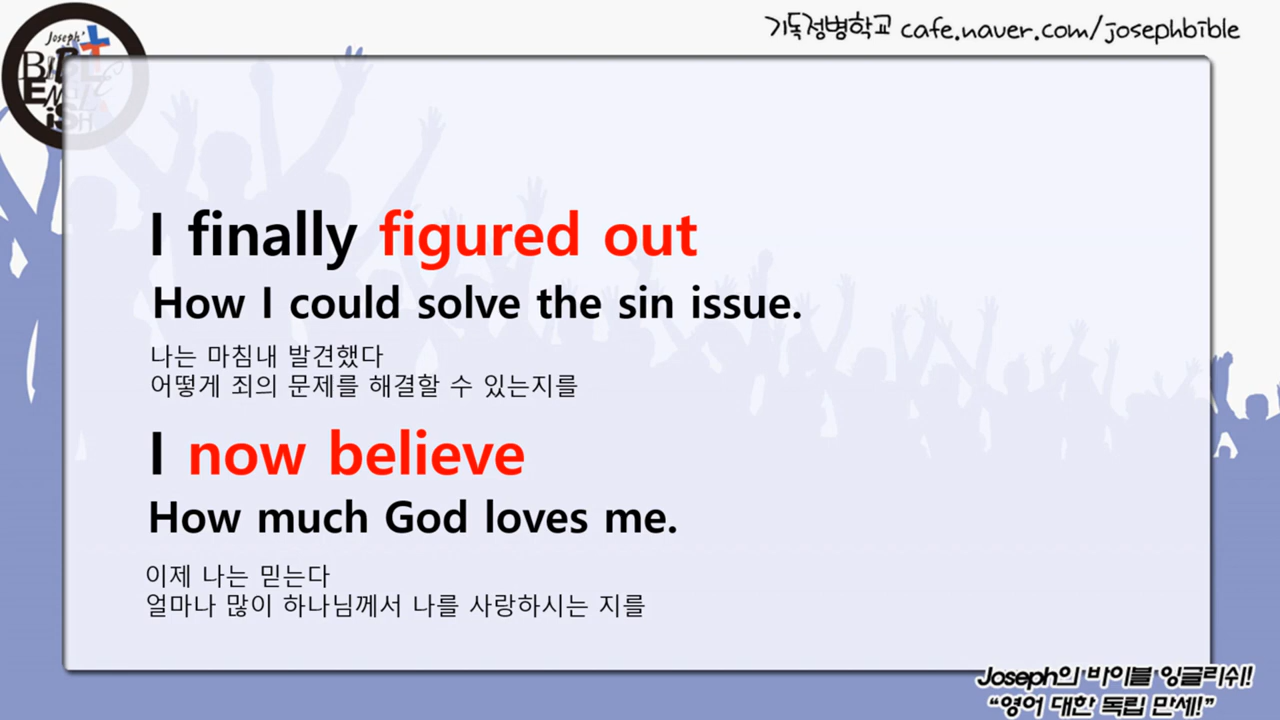 Joseph'
BIBLE
ENGLISH
기독정병학교 cafe.naver.com/josephbible
I finally figured out
How I could solve the sin issue.
나는 마침내 발견했다
어떻게 죄의 문제를 해결할 수 있는지를
I now believe
How much God loves me.
이제 나는 믿는다
얼마나 많이 하나님께서 나를 사랑하시는 지를
Joseph의 바이블 잉글리쉬!
“영어 대한 독립 만세!”